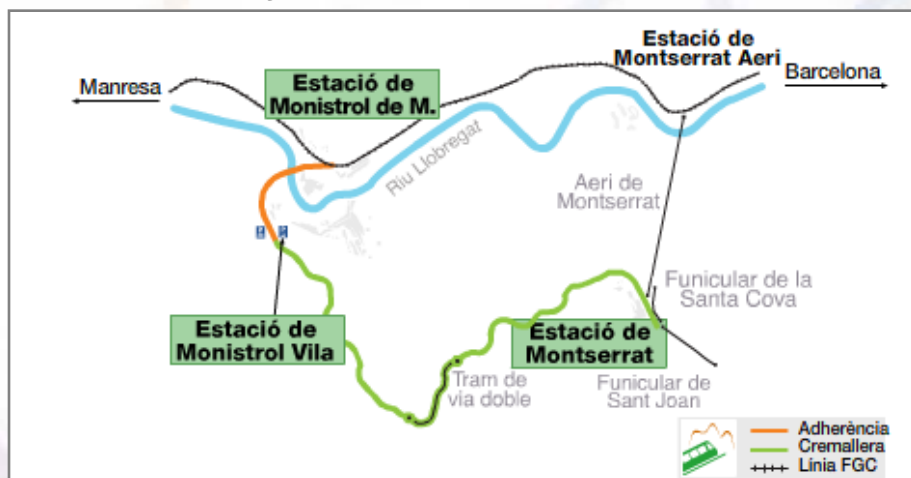 Estació de
Montserrat Aeri
Barcelona
Manresa
Estació de
Monistrol de M.
Riu Llobregat
Aeri de
Montserrat
Funicular de la
Santa Cova
Estació de
Monistrol Vila
Estació de
Montserrat
Tram de
via doble
Funicular de
Sant Joan
Adherència
Cremallera
Línia FGC